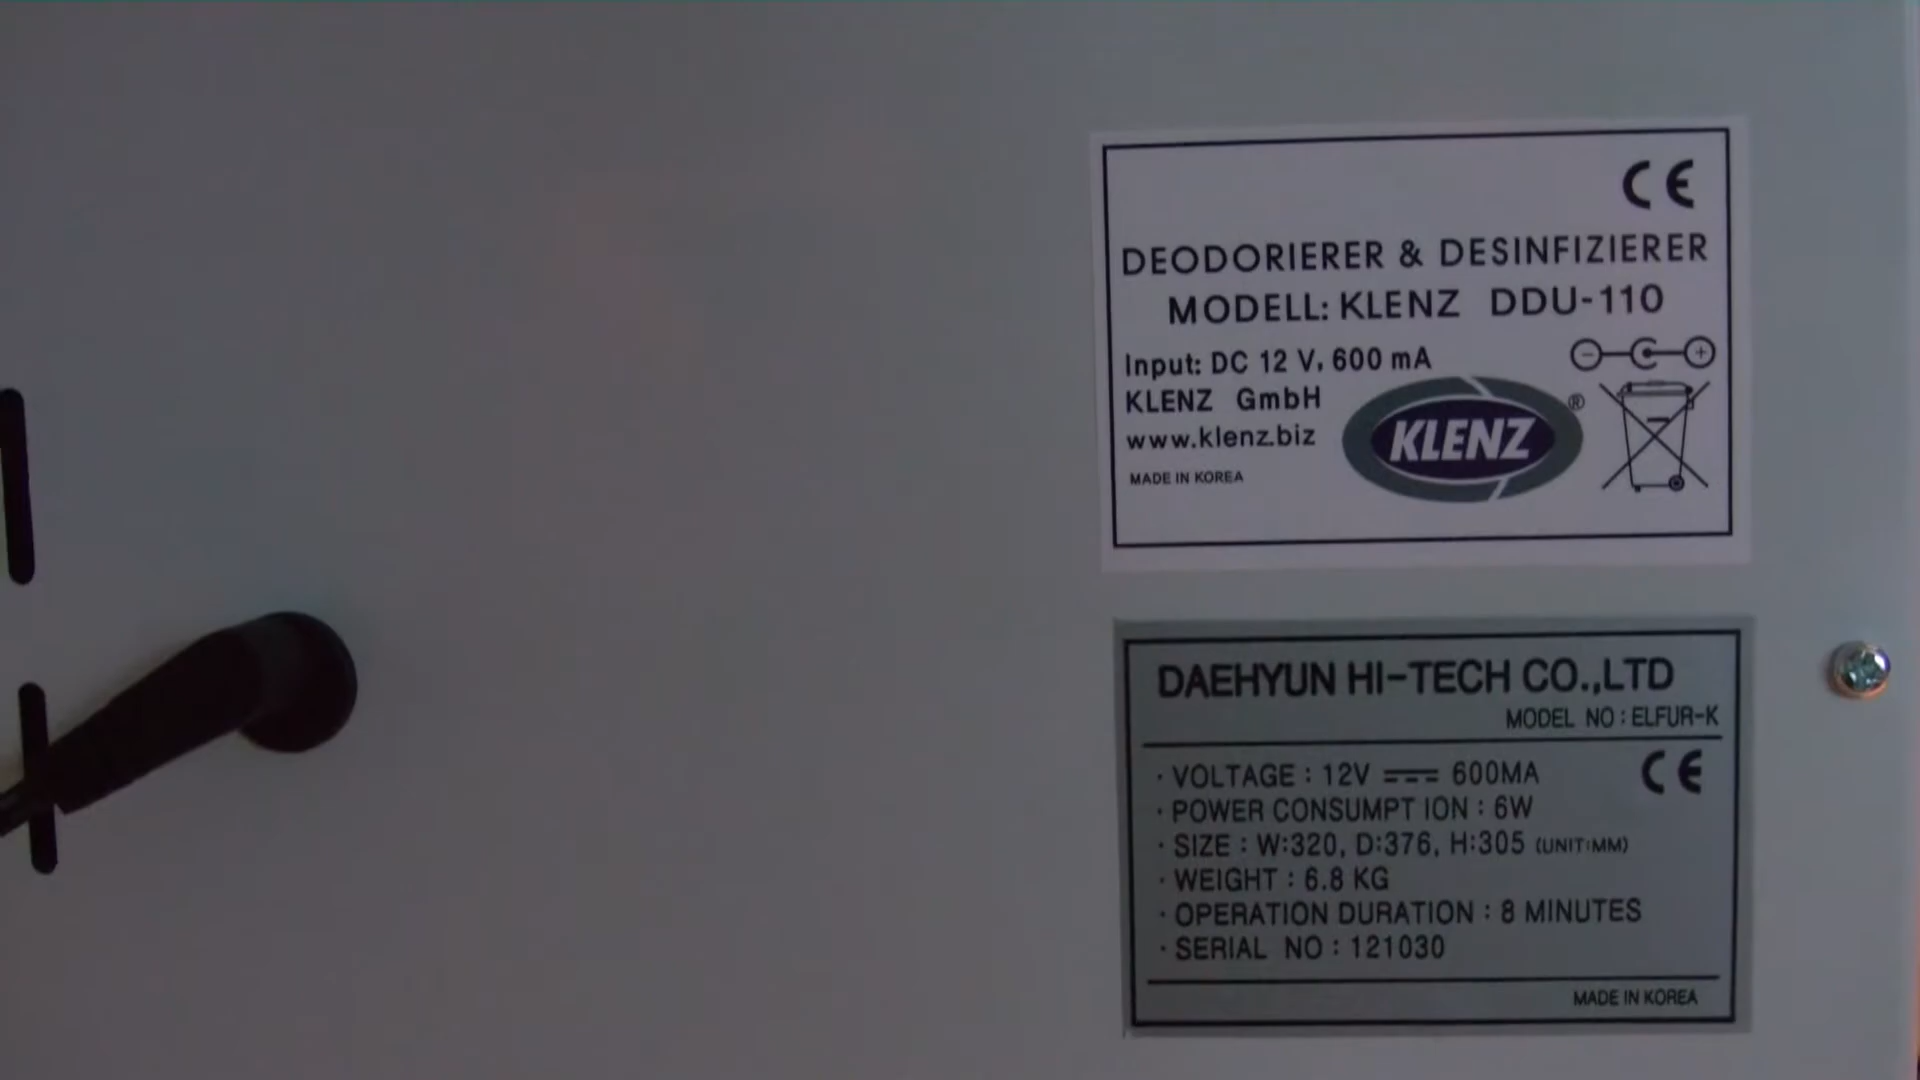 CE
DEODORIERER & DESINFIZIERER
MODELL: KLENZ DDU-110
Input: DC 12 V, 600 mA
KLENZ GmbH
www.klenz.biz
MADE IN KOREA
KLENZ ®
DAEHYUN HI-TECH CO.,LTD
MODEL NO : ELFUR-K
· VOLTAGE : 12V 600MA
CE
· POWER CONSUMPT ION : 6W
· SIZE : W:320, D:376, H:305 (UNIT:MM)
· WEIGHT : 6.8 KG
· OPERATION DURATION : 8 MINUTES
· SERIAL NO : 121030
MADE IN KOREA